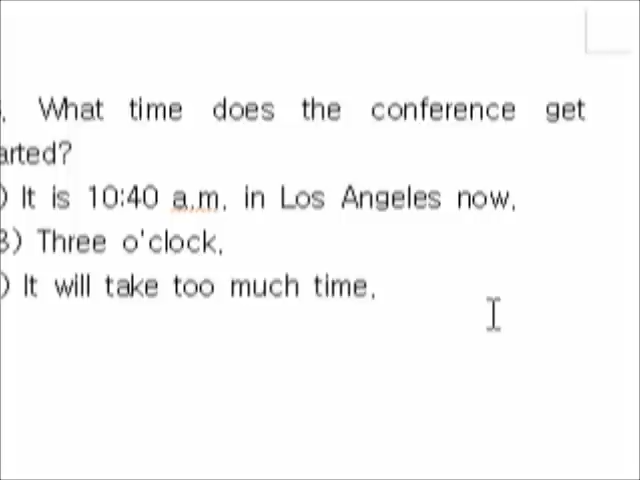 . What time does the conference get
arted?
) It is 10:40 a.m. in Los Angeles now.
B) Three o'clock.
) It will take too much time.